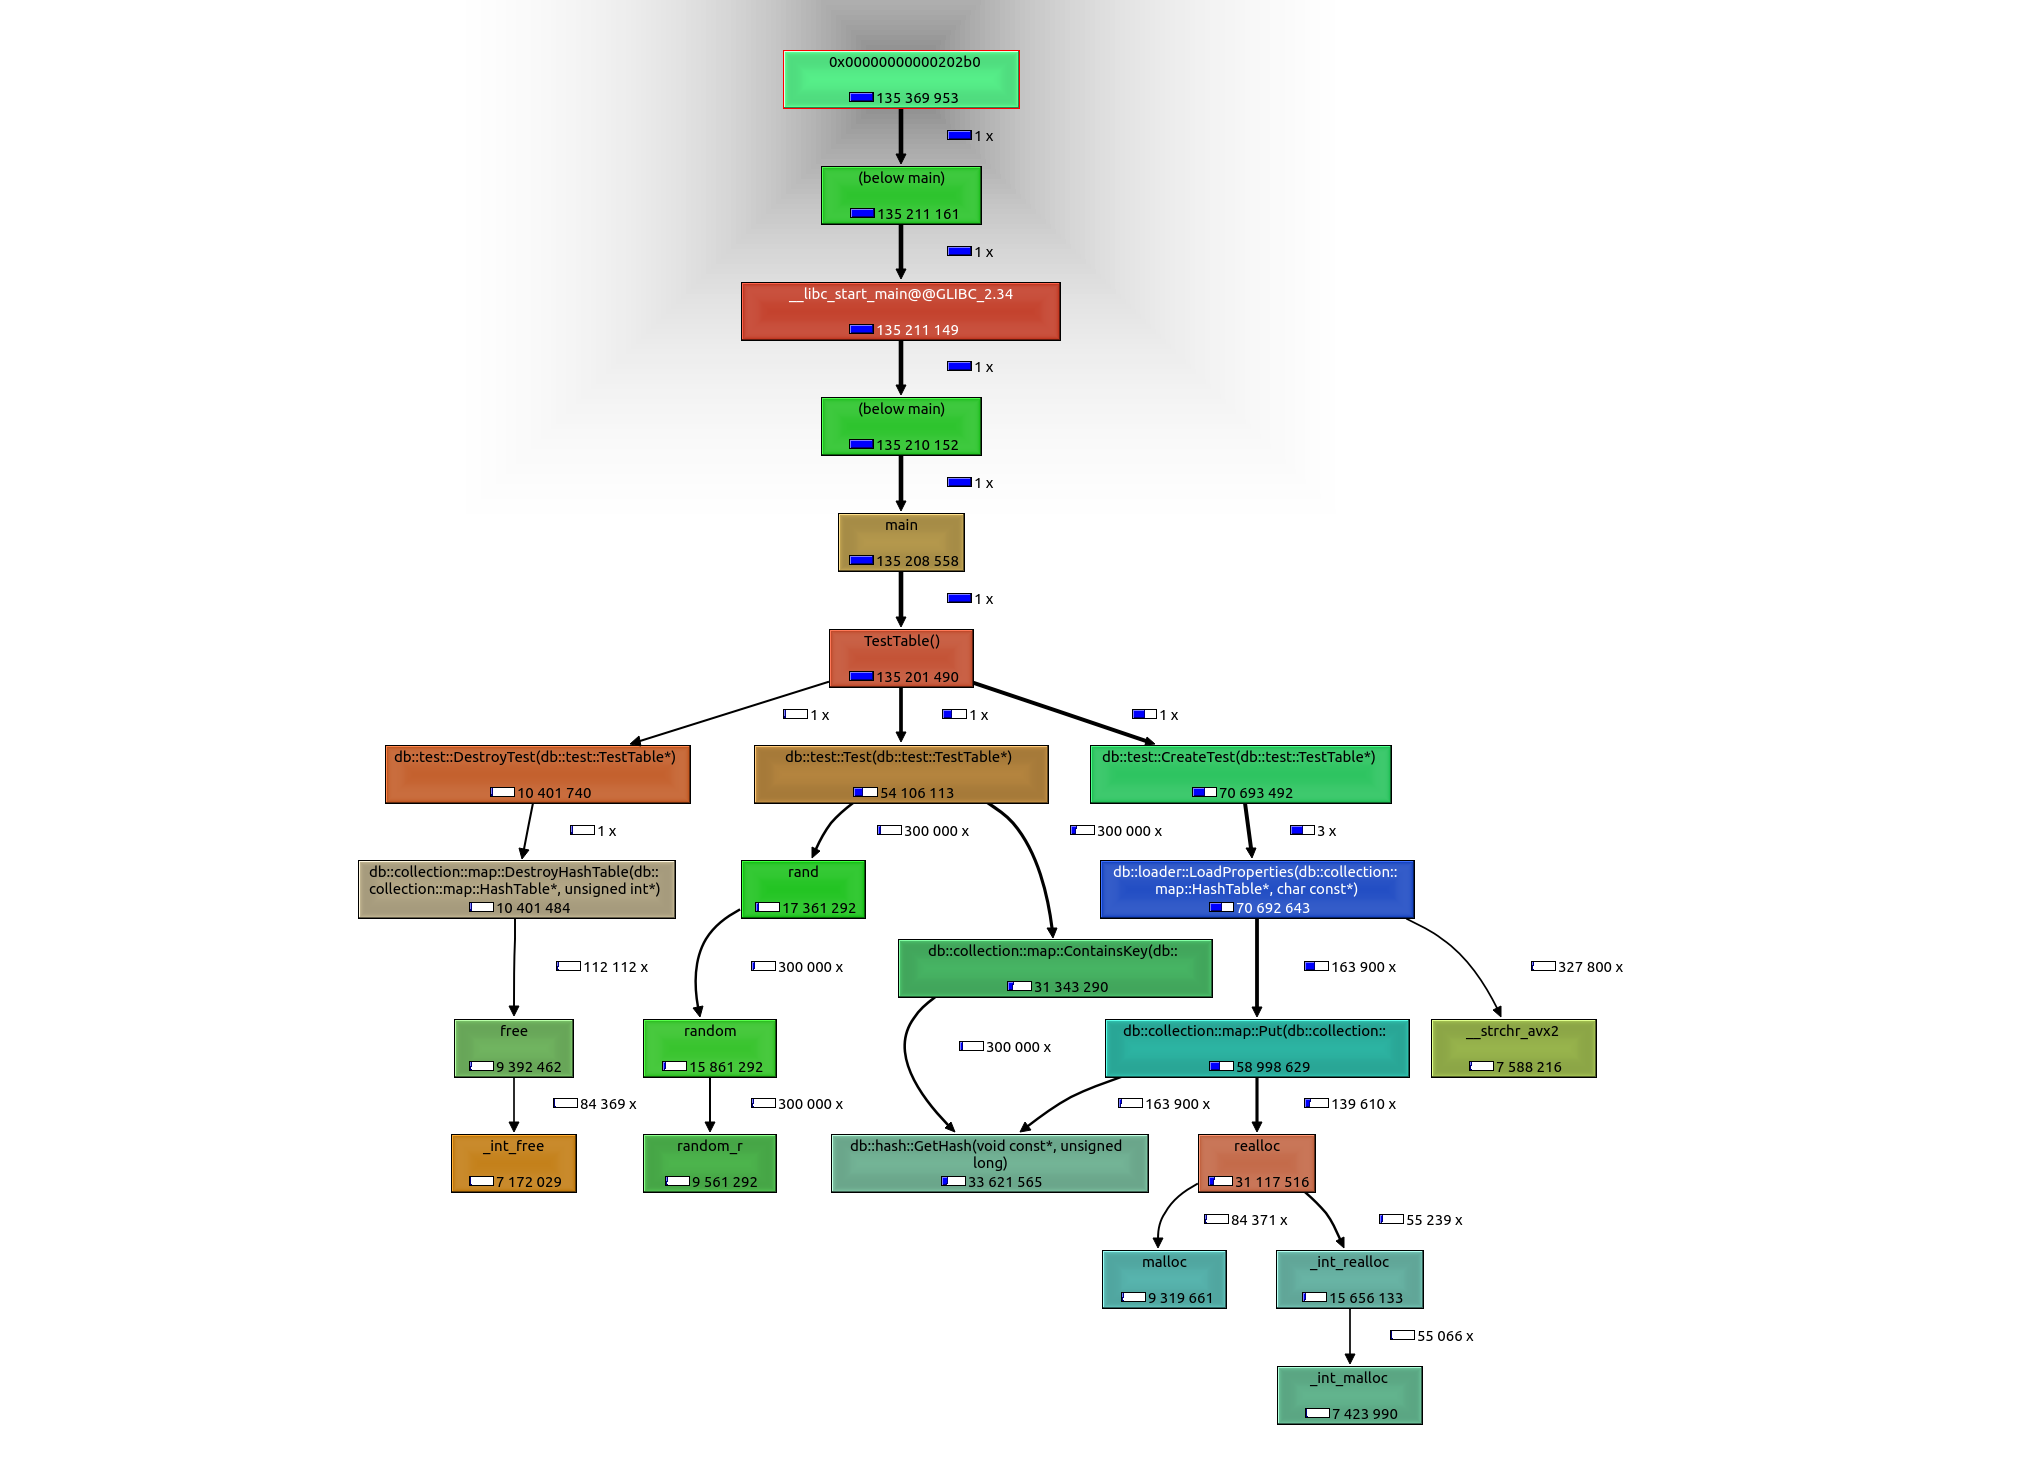 0x00000000000202b0
135 369 953
1 x
(below main)
135 211 161
1 x
__libc_start_main@@GLIBC_2.34
135 211 149
1 x
(below main)
135 210 152
1 x
main
135 208 558
1 x
TestTable()
135 201 490
1 x
1 x
1 x
db::test::DestroyTest(db::test::TestTable*)
10 401 740
db::test::Test(db::test::TestTable*)
54 106 113
db::test::CreateTest(db::test::TestTable*)
70 693 492
1 x
300 000 x
300 000 x
3 x
db::collection::map::DestroyHashTable(db::
collection::map::HashTable*, unsigned int*)
10 401 484
rand
17 361 292
db::loader::LoadProperties(db::collection::
map::HashTable*, char const*)
70 692 643
db::collection::map::ContainsKey(db::
31 343 290
112 112 x
300 000 x
163 900 x
327 800 x
free
9 392 462
random
15 861 292
300 000 x
db::collection::map::Put(db::collection::
58 998 629
__strchr_avx2
7 588 216
84 369 x
300 000 x
163 900 x
139 610 x
_int_free
7 172 029
random_r
9 561 292
db::hash::GetHash(void const*, unsigned
long)
33 621 565
realloc
31 117 516
84 371 x
55 239 x
malloc
9 319 661
_int_realloc
15 656 133
55 066 x
_int_malloc
7 423 990